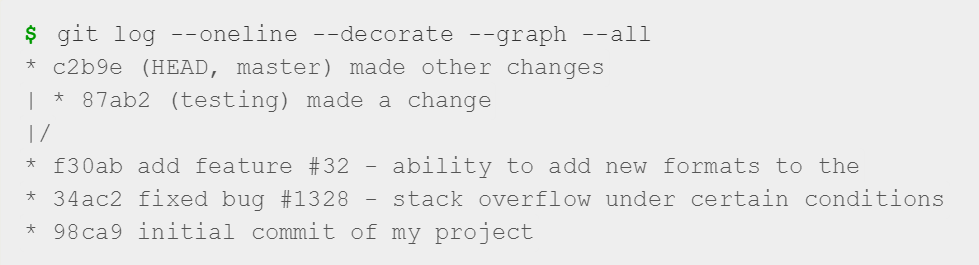 $ git log --oneline --decorate --graph --all
* c2b9e (HEAD, master) made other changes
| * 87ab2 (testing) made a change
|/
* f30ab add feature #32 - ability to add new formats to the
* 34ac2 fixed bug #1328 - stack overflow under certain conditions
* 98ca9 initial commit of my project